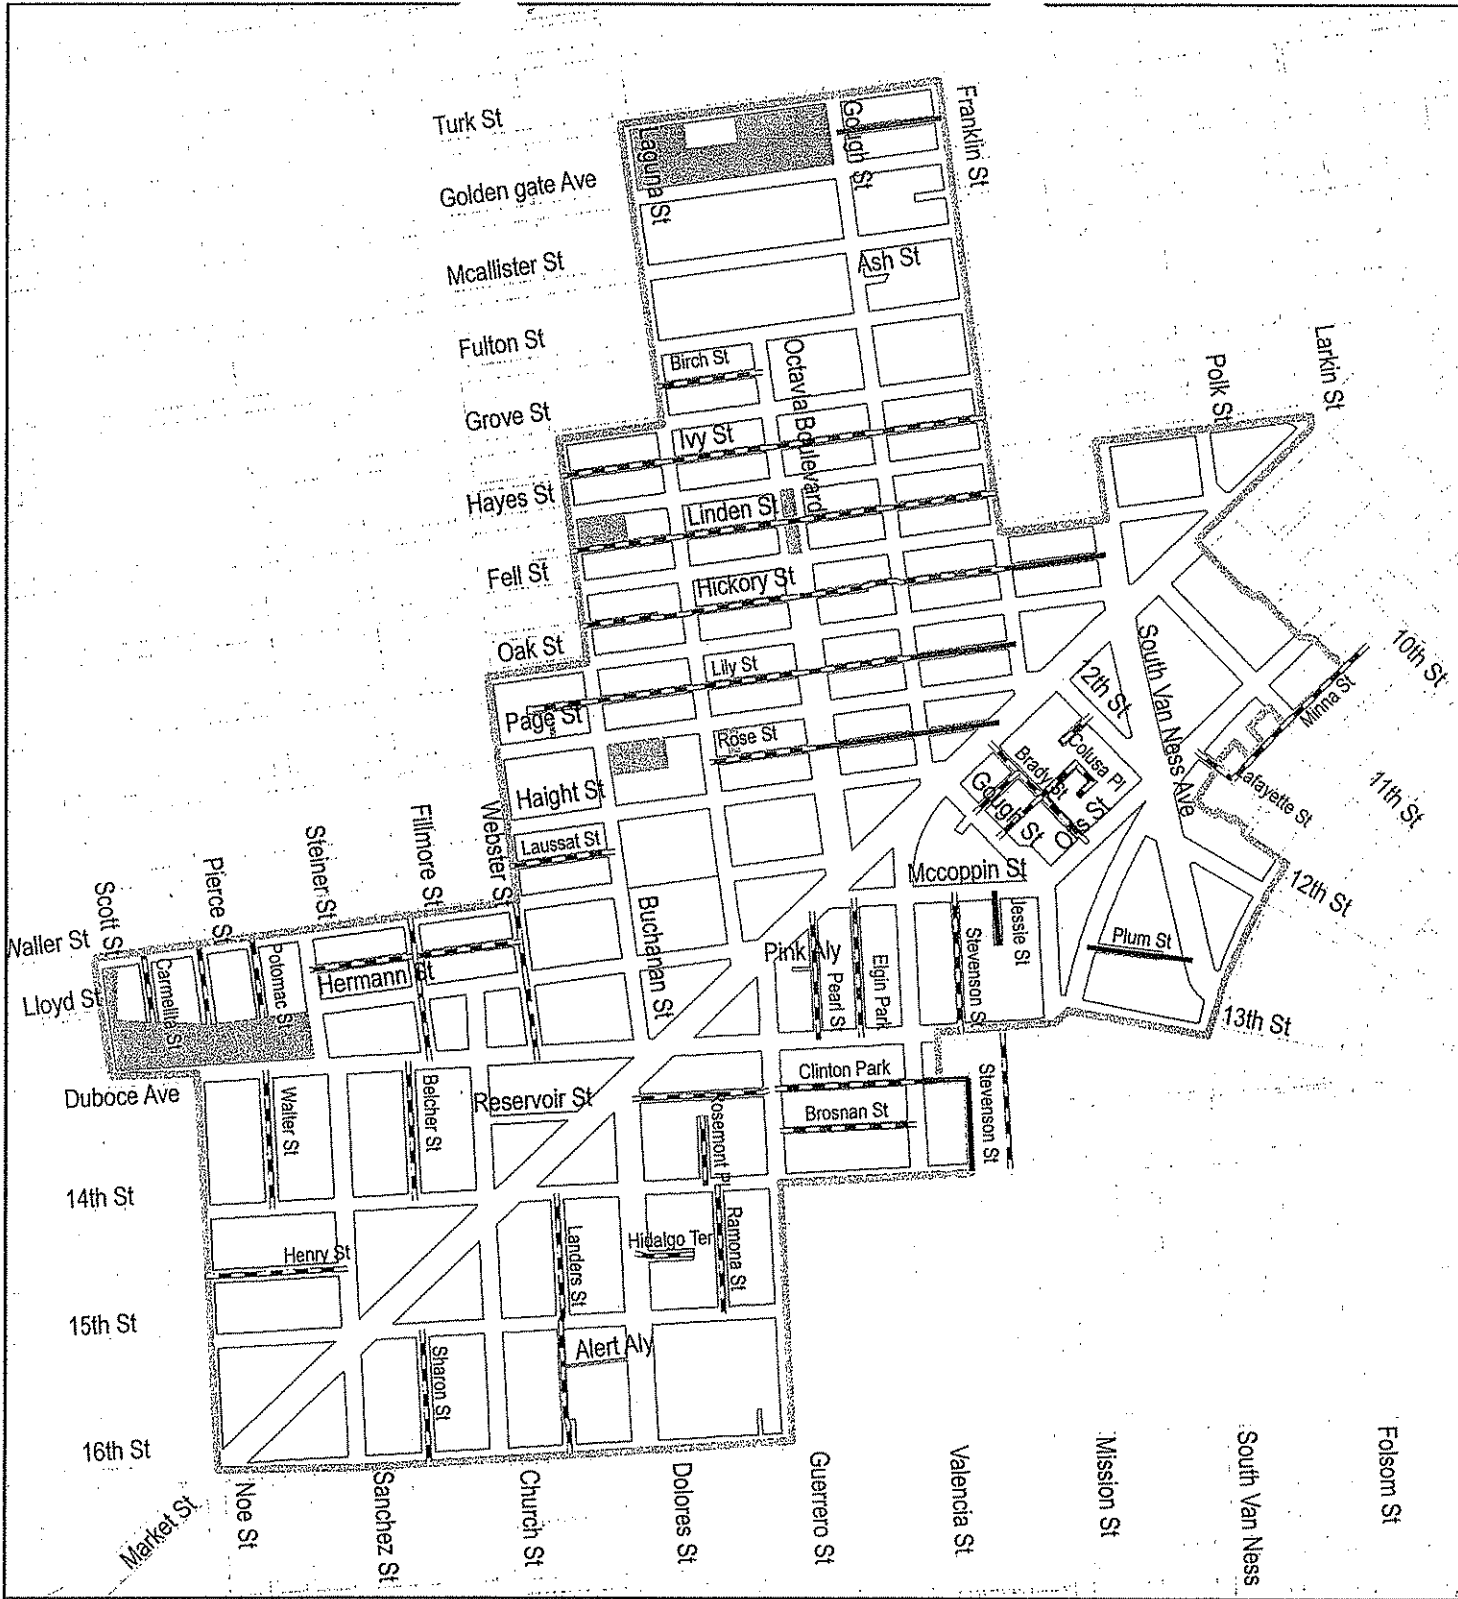 Turk St
Golden gate Ave
Mcallister St
Fulton St
Grove St
Hayes St
Fell St
Oak St
Page St
Haight St
Laussat St
Laguna St
Gough St
Franklin St
Ash St
Birch St
Octavia Boulevard
Ivy St
Linden St
Hickory St
Lily St
Rose St
Polk St
Larkin St
10th St
Minna St
11th St
Lafayette St
12th St
13th St
South Van Ness Ave
12th St
Colusa Pl
Brady St
Gough St
Otis St
Mccoppin St
Jessie St
Plum St
Stevenson St
Elgin Park
Pearl S
Pink Aly
Buchanan St
Webster St
Fillmore St
Steiner St
Pierce St
Scott St
Waller St
Lloyd St
Carmelita St
Potomac St
Hermann St
Duboce Ave
Walter St
Belcher St
Reservoir St
Clinton Park
Brosnan St
Stevenson St
Rosemont Pl
14th St
Henry St
Landers St
Hidalgo Ter
Ramona St
15th St
Sharon St
Alert Aly
16th St
Market St
Noe St
Sanchez St
Church St
Dolores St
Guerrero St
Valencia St
Mission St
South Van Ness
Folsom St